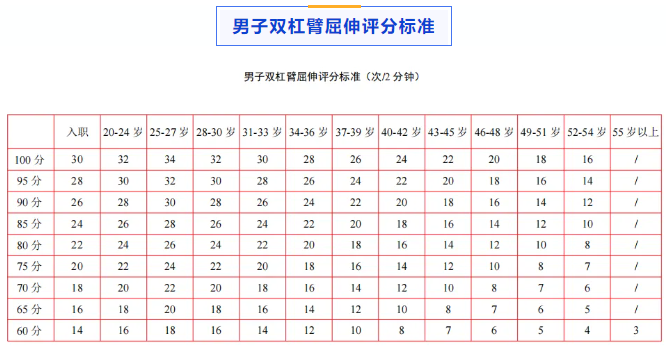 男子双杠臂屈伸评分标准
男子双杠臂屈伸评分标准（次/2 分钟）
入职 20-24 岁 25-27 岁 28-30 岁 31-33 岁 34-36 岁 37-39 岁 40-42 岁 43-45 岁 46-48 岁 49-51 岁 52-54 岁 55 岁以上
100 分 30 32 34 32 30 28 26 24 22 20 18 16 /
95 分 28 30 32 30 28 26 24 22 20 18 16 14 /
90 分 26 28 30 28 26 24 22 20 18 16 14 12 /
85 分 24 26 28 26 24 22 20 18 16 14 12 10 /
80 分 22 24 26 24 22 20 18 16 14 12 10 8 /
75 分 20 22 24 22 20 18 16 14 12 10 8 7 /
70 分 18 20 22 20 18 16 14 12 10 8 7 6 /
65 分 16 18 20 18 16 14 12 10 8 7 6 5 /
60 分 14 16 18 16 14 12 10 8 7 6 5 4 3